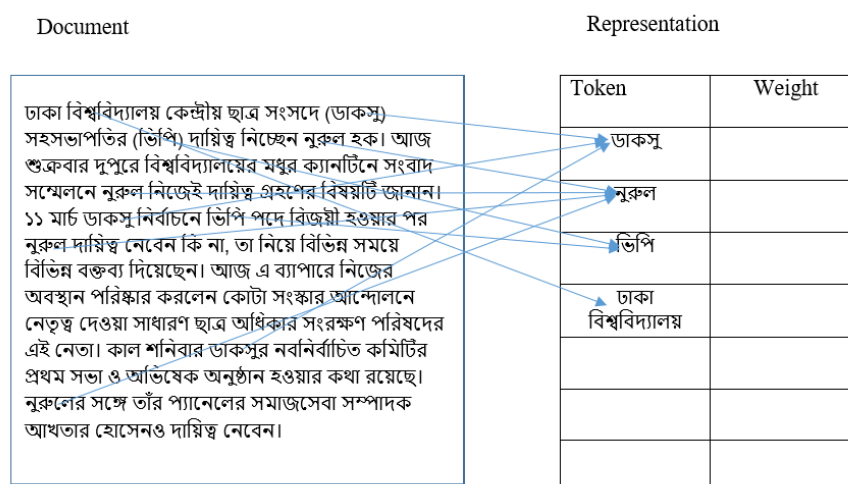 Document
Representation
ঢাকা বিশ্ববিদ্যালয় কেন্দ্রীয় ছাত্র সংসদে (ডাকসু)
সহসভাপতির (ভিপি) দায়িত্ব নিচ্ছেন নুরুল হক। আজ
শুক্রবার দুপুরে বিশ্ববিদ্যালয়ের মধুর ক্যানটিনে সংবাদ
সম্মেলনে নুরুল নিজেই দায়িত্ব গ্রহণের বিষয়টি জানান।
১১ মার্চ ডাকসু নির্বাচনে ভিপি পদে বিজয়ী হওয়ার পর
নুরুল দায়িত্ব নেবেন কি না, তা নিয়ে বিভিন্ন সময়ে
বিভিন্ন বক্তব্য দিয়েছেন। আজ এ ব্যাপারে নিজের
অবস্থান পরিষ্কার করলেন কোটা সংস্কার আন্দোলনে
নেতৃত্ব দেওয়া সাধারণ ছাত্র অধিকার সংরক্ষণ পরিষদের
এই নেতা। কাল শনিবার ডাকসুর নবনির্বাচিত কমিটির
প্রথম সভা ও অভিষেক অনুষ্ঠান হওয়ার কথা রয়েছে।
নুরুলের সঙ্গে তাঁর প্যানেলের সমাজসেবা সম্পাদক
আখতার হোসেনও দায়িত্ব নেবেন।
Token Weight
ডাকসু
নুরুল
ভিপি
ঢাকা
বিশ্ববিদ্যালয়